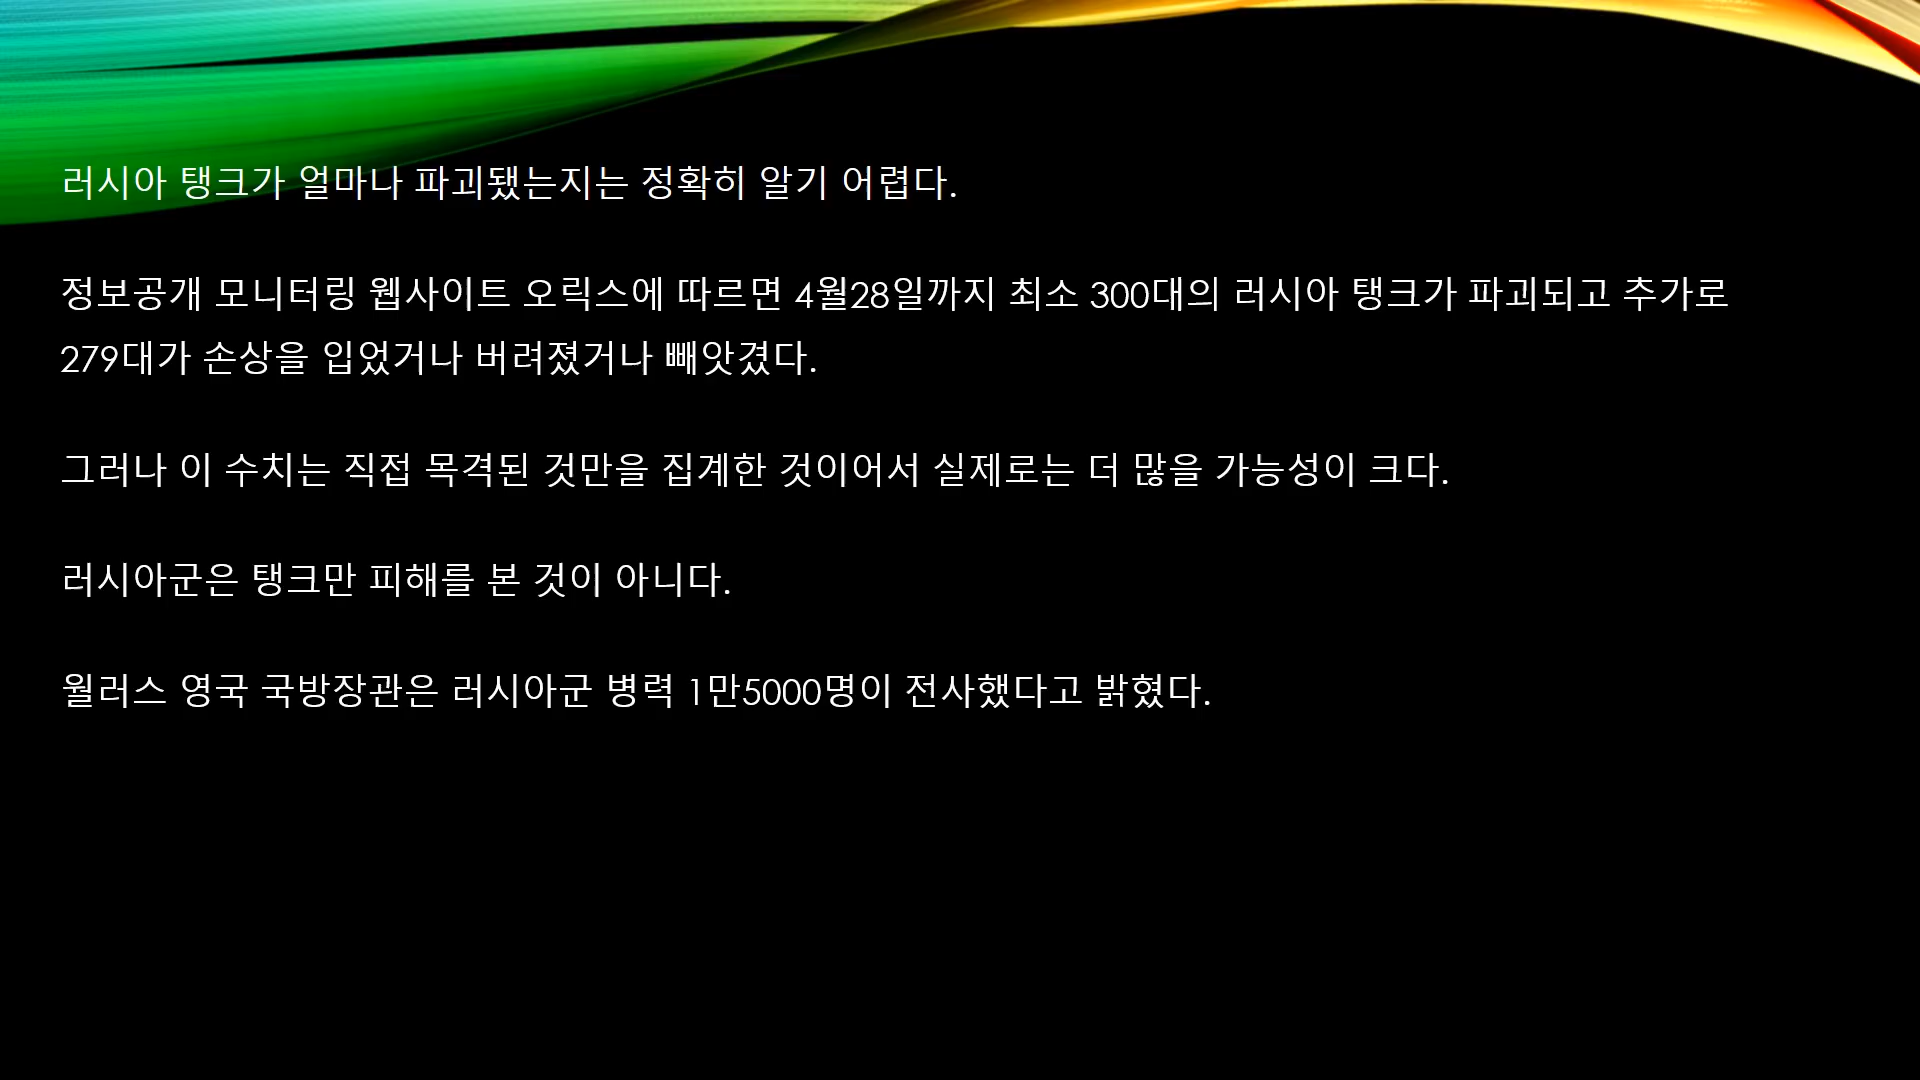 러시아 탱크가 얼마나 파괴됐는지는 정확히 알기 어렵다.
정보공개 모니터링 웹사이트 오릭스에 따르면 4월28일까지 최소 300대의 러시아 탱크가 파괴되고 추가로
279대가 손상을 입었거나 버려졌거나 빼앗겼다.
그러나 이 수치는 직접 목격된 것만을 집계한 것이어서 실제로는 더 많을 가능성이 크다.
러시아군은 탱크만 피해를 본 것이 아니다.
월러스 영국 국방장관은 러시아군 병력 1만5000명이 전사했다고 밝혔다.